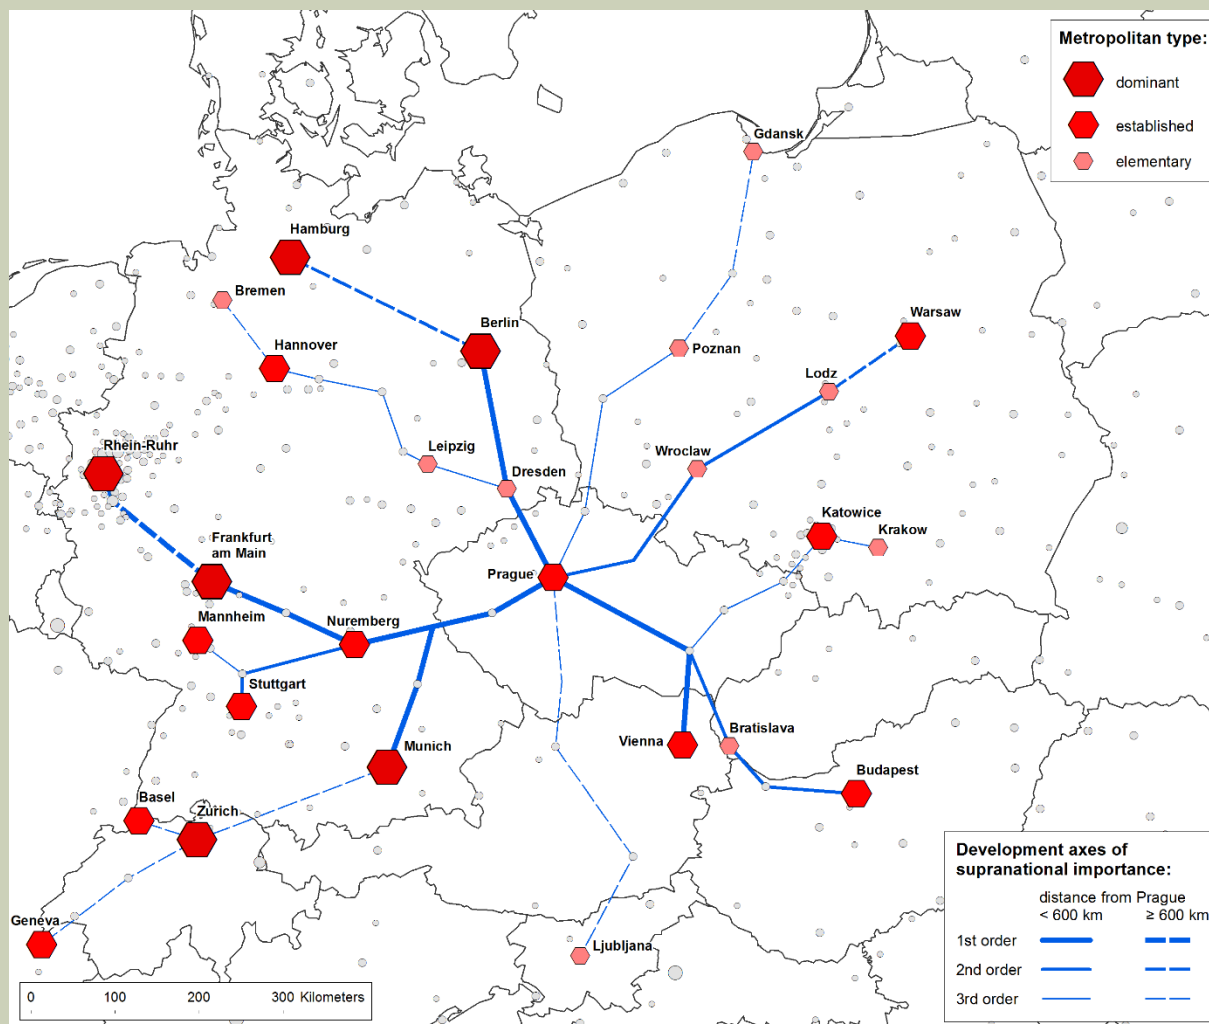 Metropolitan type:
dominant
established
elementary
Gdansk
Hamburg
Bremen
Berlin
Warsaw
Hannover
Poznan
Lodz
Rhein-Ruhr
Leipzig
Wroclaw
Dresden
Katowice
Krakow
Frankfurt
am Main
Prague
Mannheim
Nuremberg
Stuttgart
Munich
Vienna
Bratislava
Budapest
Basel
Zurich
Geneva
Ljubljana
Development axes of
supranational importance:
distance from Prague
< 600 km ≥ 600 km
1st order
2nd order
3rd order
0 100 200 300 Kilometers